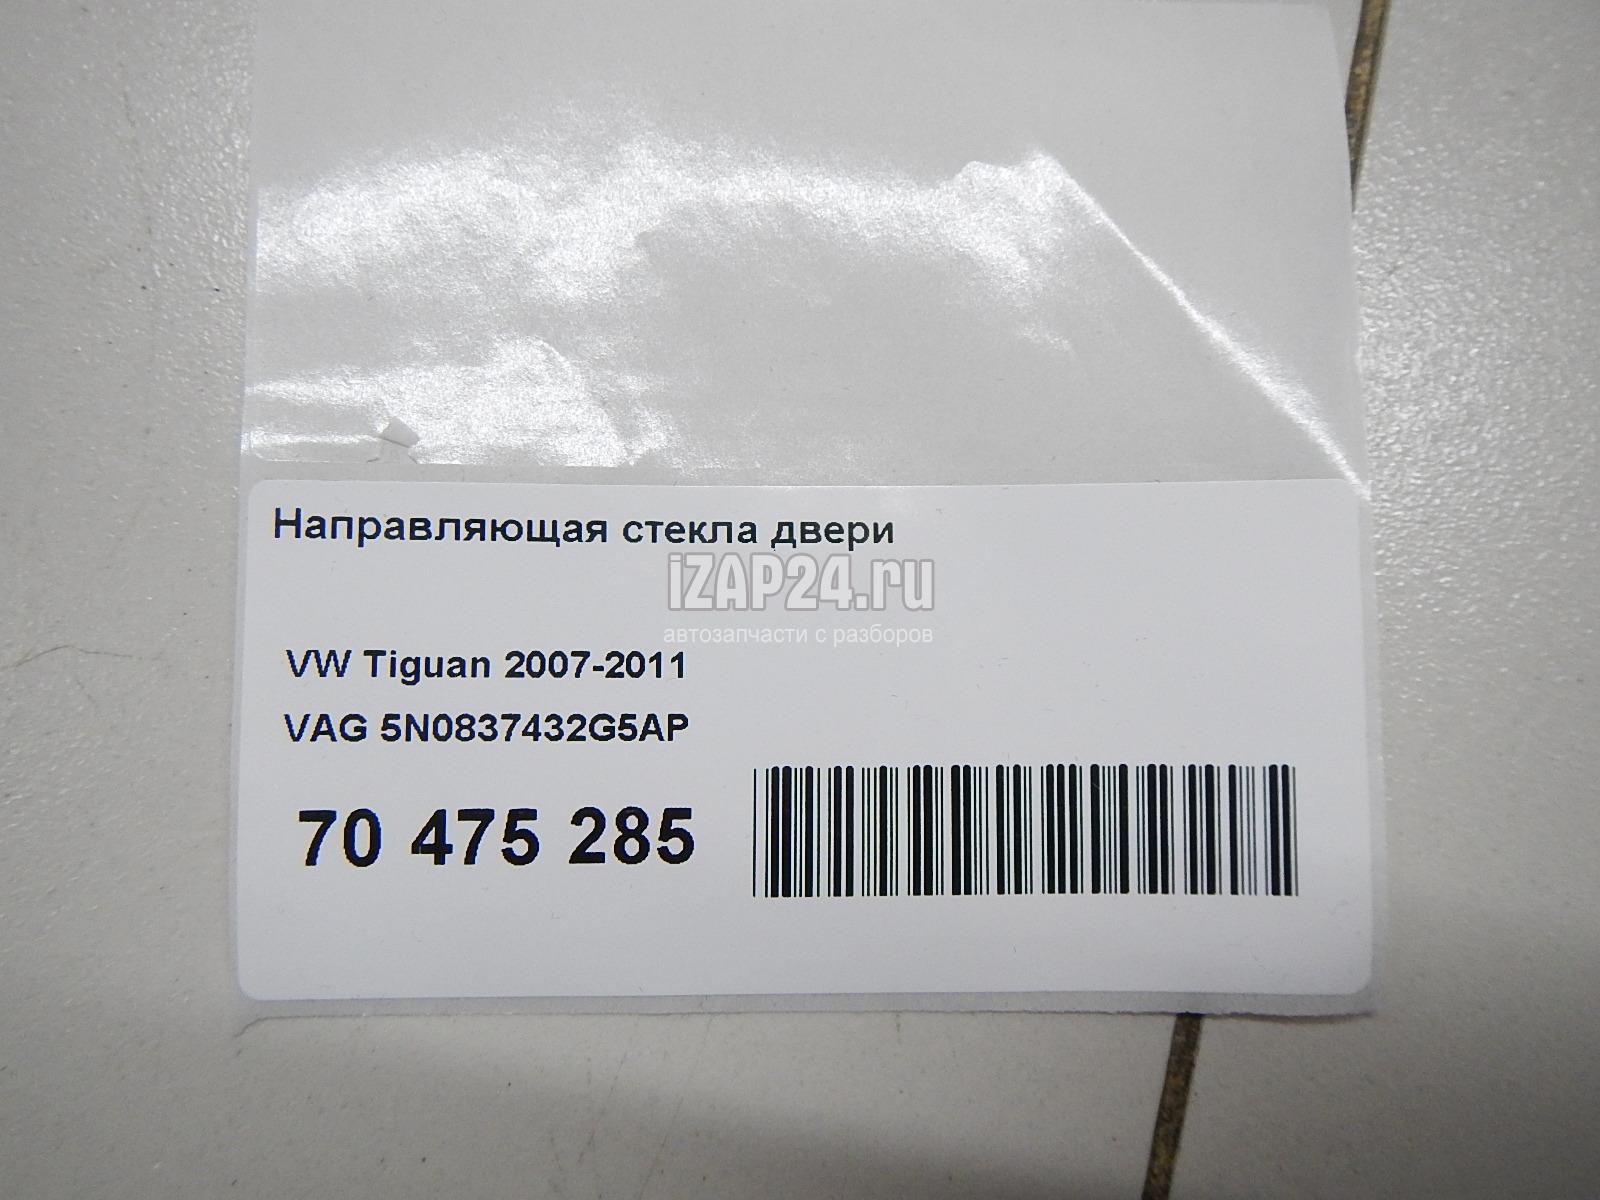 Направляющая стекла двери
iZAP24.ru
автозапчасти с разборов
VW Tiguan 2007-2011
VAG 5N0837432G5AP
70 475 285